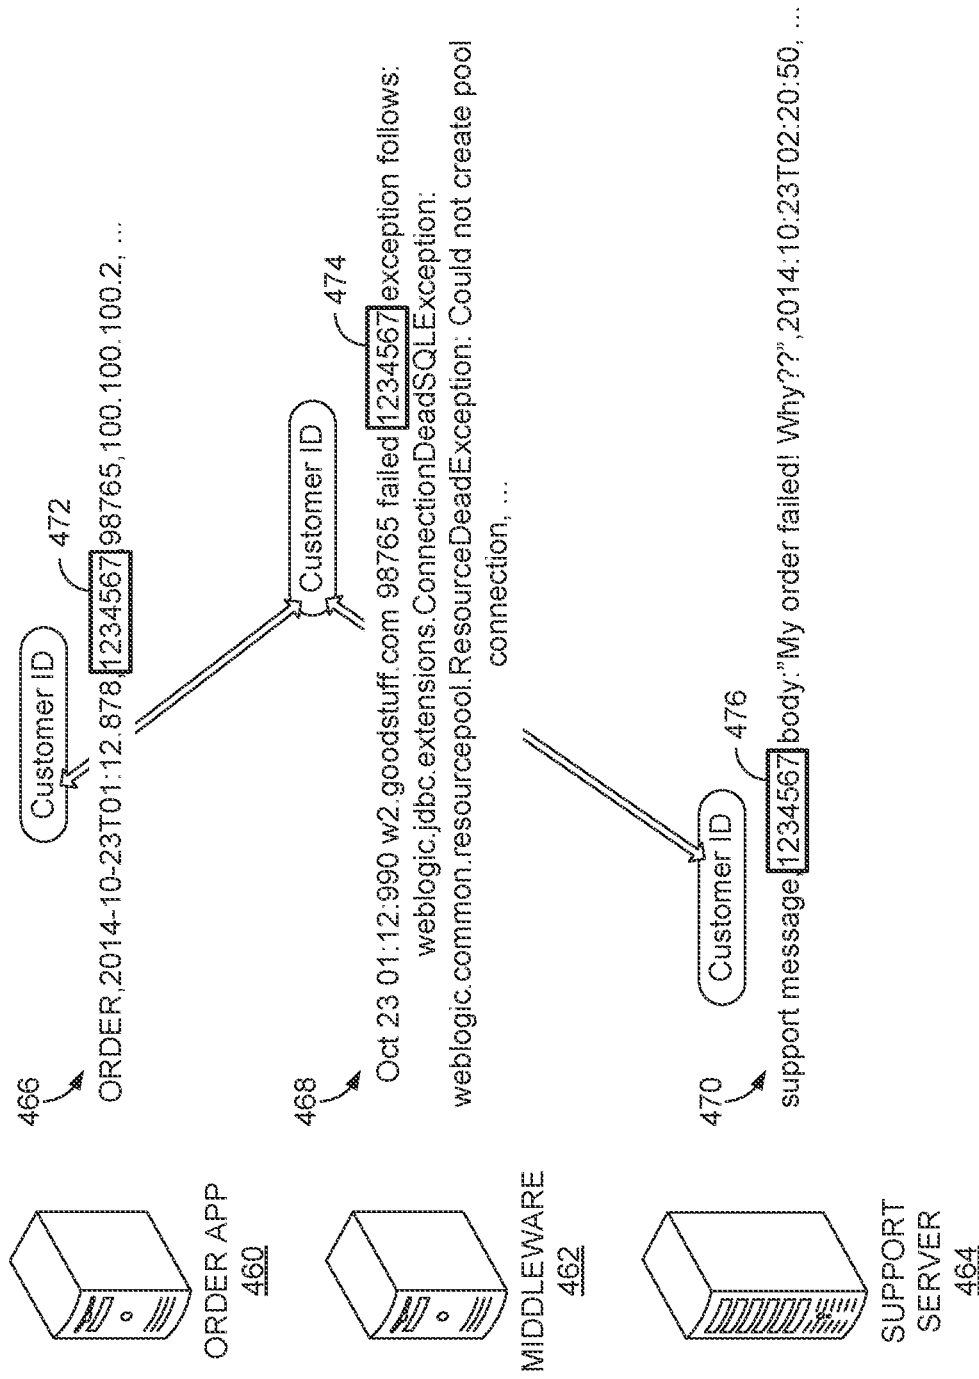 ORDER APP
460
466
Customer ID
472
ORDER,2014-10-23T01:12.878,1234567,98765,100.100.100.2, ...
MIDDLEWARE
462
468
Customer ID
474
Oct 23 01:12:990 w2.goodstuff.com 98765 failed 1234567 exception follows:
weblogic.jdbc.extensions.ConnectionDeadSQLException:
weblogic.common.resourcepool.ResourceDeadException: Could not create pool
connection, ...
SUPPORT
SERVER
464
470
Customer ID
476
support message,1234567,body:"My order failed! Why??",2014:10:23T02:20:50, ...